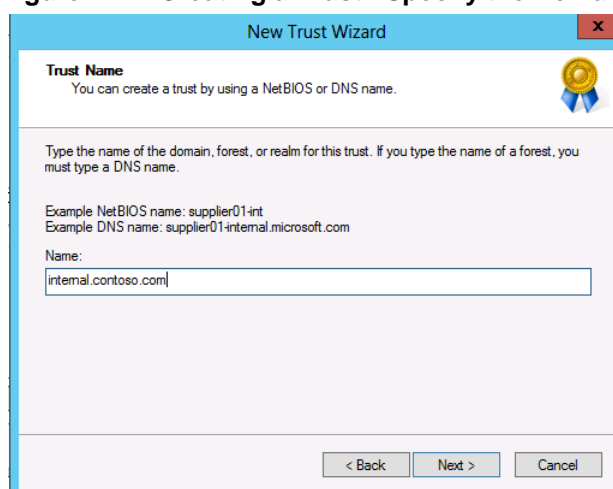 New Trust Wizard
x
Trust Name
You can create a trust by using a NetBIOS or DNS name.
Type the name of the domain, forest, or realm for this trust. If you type the name of a forest, you
must type a DNS name.
Example NetBIOS name: supplier01-int
Example DNS name: supplier01-internal.microsoft.com
Name:
internal.contoso.com
< Back
Next >
Cancel